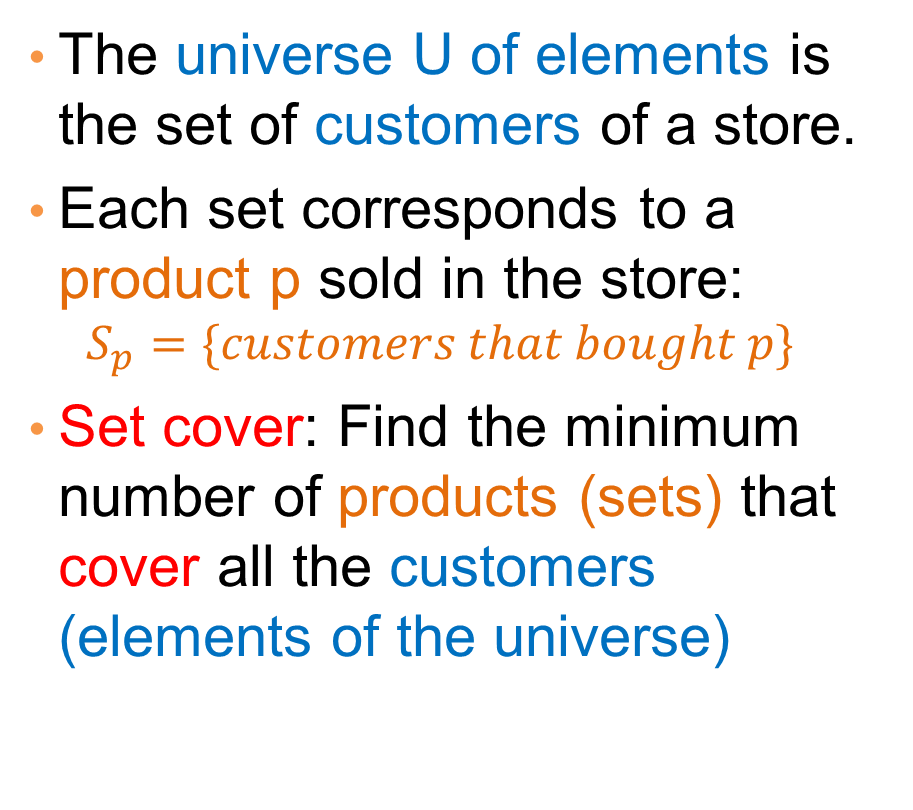 • The universe U of elements is
the set of customers of a store.
• Each set corresponds to a
product p sold in the store:
Sₚ = {customers that bought p}
• Set cover: Find the minimum
number of products (sets) that
cover all the customers
(elements of the universe)